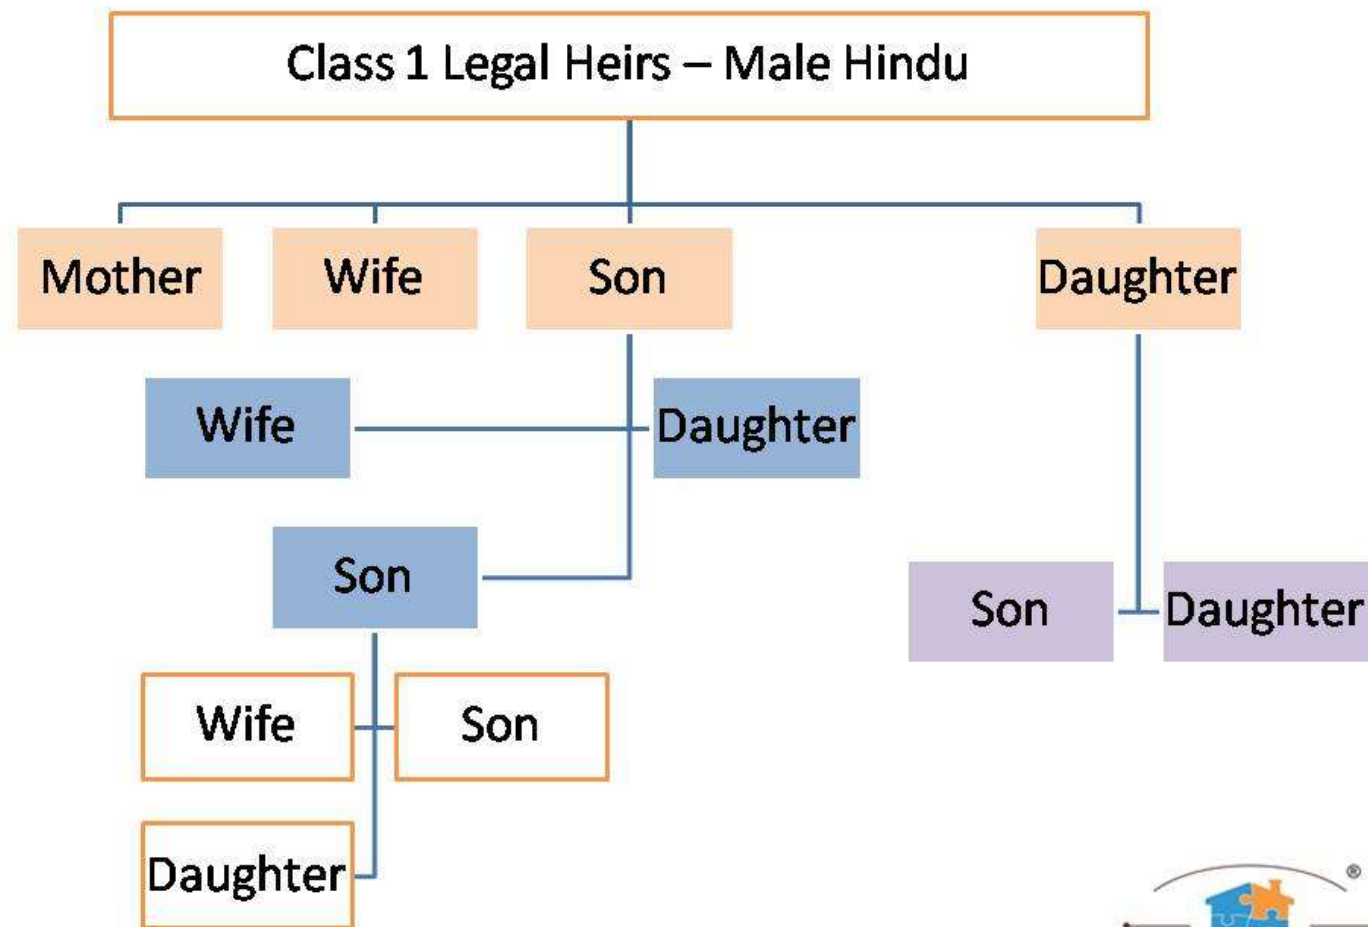 Class 1 Legal Heirs – Male Hindu
Mother
Wife
Son
Daughter
Wife
Daughter
Son
Son
Daughter
Wife
Son
Daughter
®